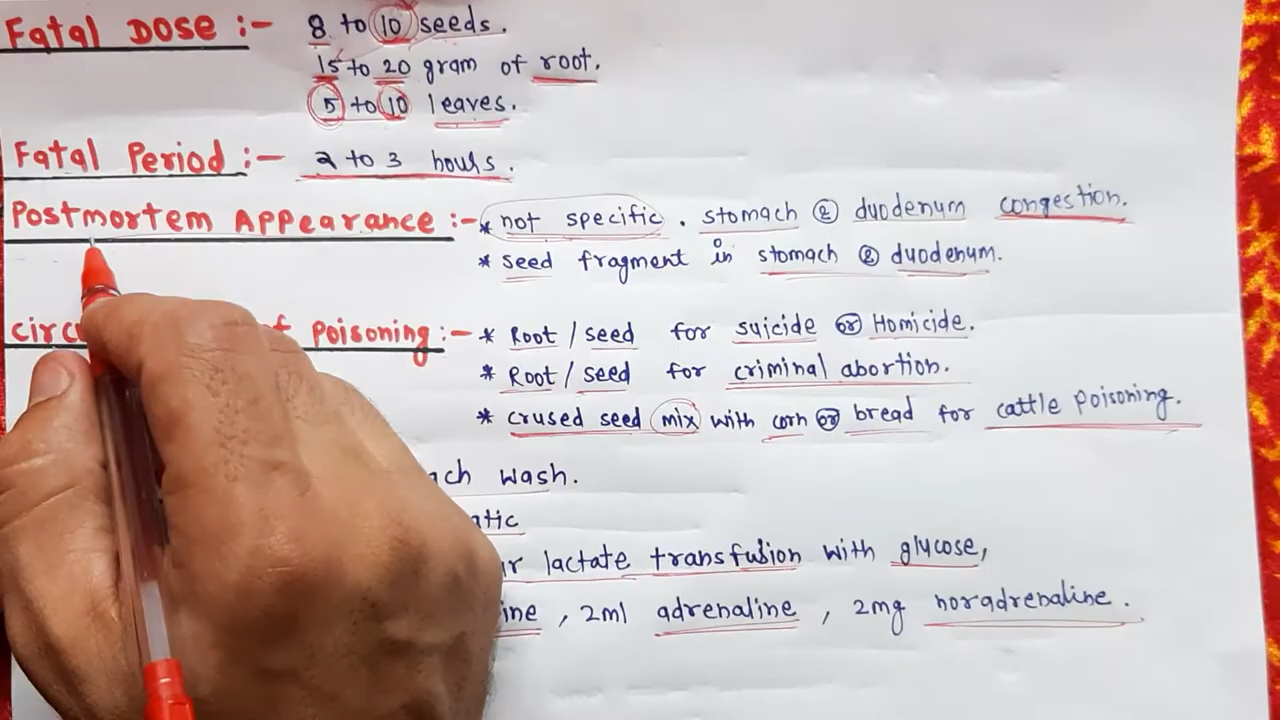 Fatal Dose :- 8 to 10 seeds.
15 to 20 gram of root.
5 to 10 leaves.
Fatal Period :- 2 to 3 hours.
Postmortem Appearance :- * not specific. stomach & duodenum congestion.
* seed fragment in stomach & duodenum.
Poisoning :- * Root / seed for suicide or Homicide.
* Root / seed for criminal abortion.
* crused seed mix with corn or bread for cattle poisoning.
wash.
lactate transfusion with glucose,
, 2ml adrenaline, 2mg noradrenaline.